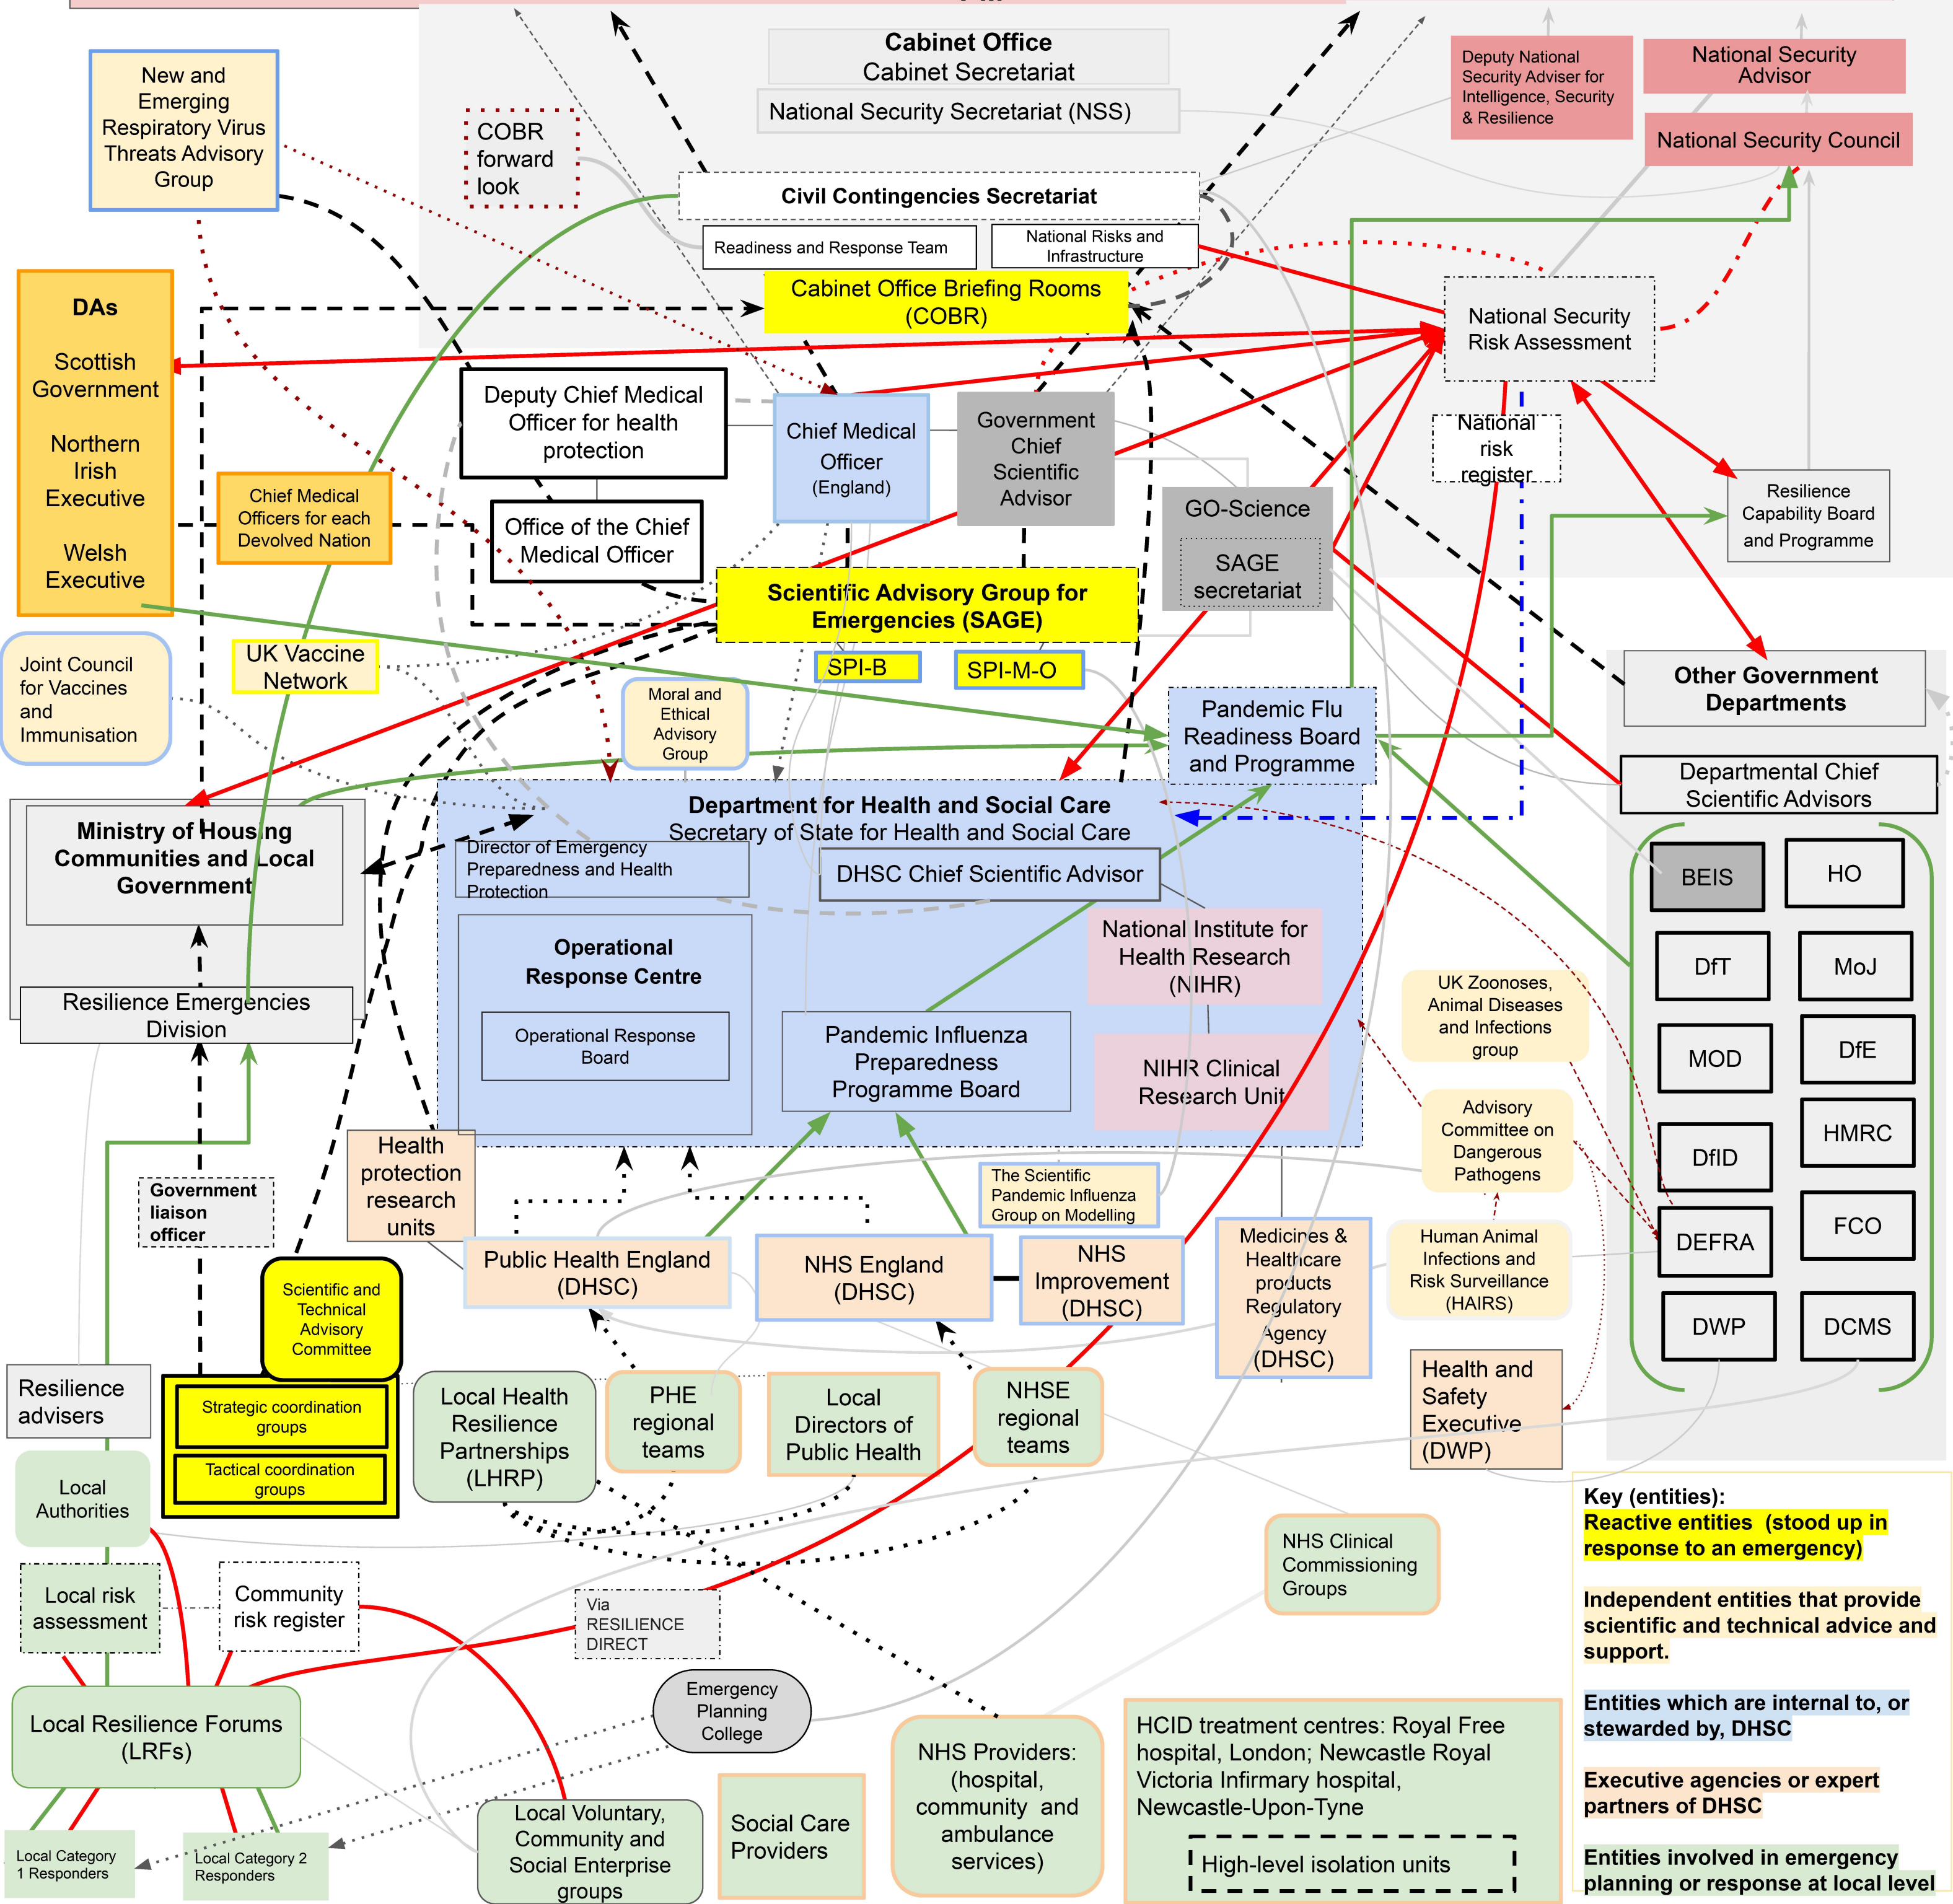 Cabinet Office
Cabinet Secretariat
National Security Secretariat (NSS)
Deputy National
Security Adviser for
Intelligence, Security
& Resilience
National Security
Advisor
National Security Council
New and
Emerging
Respiratory Virus
Threats Advisory
Group
COBR
forward
look
Civil Contingencies Secretariat
Readiness and Response Team
National Risks and
Infrastructure
Cabinet Office Briefing Rooms
(COBR)
National Security
Risk Assessment
DAs
Scottish
Government
Northern
Irish
Executive
Welsh
Executive
Deputy Chief Medical
Officer for health
protection
Chief Medical
Officer
(England)
Government
Chief
Scientific
Advisor
National
risk
register
Chief Medical
Officers for each
Devolved Nation
Office of the Chief
Medical Officer
GO-Science
SAGE
secretariat
Resilience
Capability Board
and Programme
Scientific Advisory Group for
Emergencies (SAGE)
SPI-B
SPI-M-O
Joint Council
for Vaccines
and
Immunisation
UK Vaccine
Network
Moral and
Ethical
Advisory
Group
Pandemic Flu
Readiness Board
and Programme
Other Government
Departments
Departmental Chief
Scientific Advisors
Ministry of Housing
Communities and Local
Government
Department for Health and Social Care
Secretary of State for Health and Social Care
Director of Emergency
Preparedness and Health
Protection
DHSC Chief Scientific Advisor
Operational
Response Centre
Operational Response
Board
National Institute for
Health Research
(NIHR)
Pandemic Influenza
Preparedness
Programme Board
NIHR Clinical
Research Unit
Resilience Emergencies
Division
UK Zoonoses,
Animal Diseases
and Infections
group
Advisory
Committee on
Dangerous
Pathogens
BEIS
HO
DfT
MoJ
MOD
DfE
DfID
HMRC
DEFRA
FCO
DWP
DCMS
Government
liaison
officer
Health
protection
research
units
The Scientific
Pandemic Influenza
Group on Modelling
Public Health England
(DHSC)
NHS England
(DHSC)
NHS
Improvement
(DHSC)
Medicines &
Healthcare
products
Regulatory
Agency
(DHSC)
Human Animal
Infections and
Risk Surveillance
(HAIRS)
Scientific and
Technical
Advisory
Committee
Resilience
advisers
Strategic coordination
groups
Tactical coordination
groups
Local Health
Resilience
Partnerships
(LHRP)
PHE
regional
teams
Local
Directors of
Public Health
NHSE
regional
teams
Health and
Safety
Executive
(DWP)
Local
Authorities
Local risk
assessment
Community
risk register
Via
RESILIENCE
DIRECT
NHS Clinical
Commissioning
Groups
Local Resilience Forums
(LRFs)
Emergency
Planning
College
Local Category
1 Responders
Local Category 2
Responders
Local Voluntary,
Community and
Social Enterprise
groups
Social Care
Providers
NHS Providers:
(hospital,
community and
ambulance
services)
HCID treatment centres: Royal Free
hospital, London; Newcastle Royal
Victoria Infirmary hospital,
Newcastle-Upon-Tyne
High-level isolation units
Key (entities):
Reactive entities (stood up in
response to an emergency)
Independent entities that provide
scientific and technical advice and
support.
Entities which are internal to, or
stewarded by, DHSC
Executive agencies or expert
partners of DHSC
Entities involved in emergency
planning or response at local level